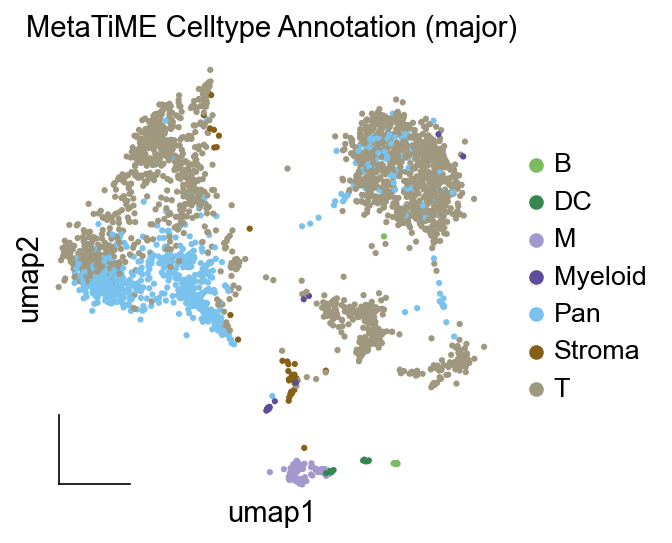 MetaTiME Celltype Annotation (major)
B
DC
M
Myeloid
Pan
Stroma
T
umap2
umap1